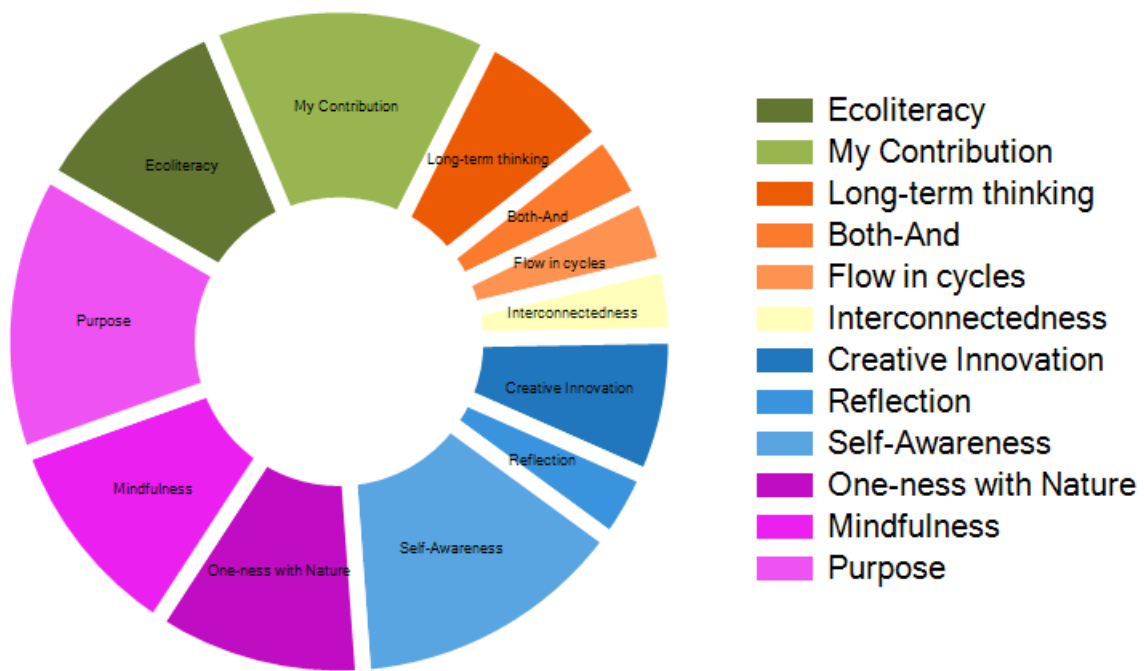 My Contribution
Ecoliteracy
Long-term thinking
Both-And
Flow in cycles
Interconnectedness
Purpose
Creative Innovation
Reflection
Mindfulness
Self-Awareness
One-ness with Nature
Ecoliteracy
My Contribution
Long-term thinking
Both-And
Flow in cycles
Interconnectedness
Creative Innovation
Reflection
Self-Awareness
One-ness with Nature
Mindfulness
Purpose